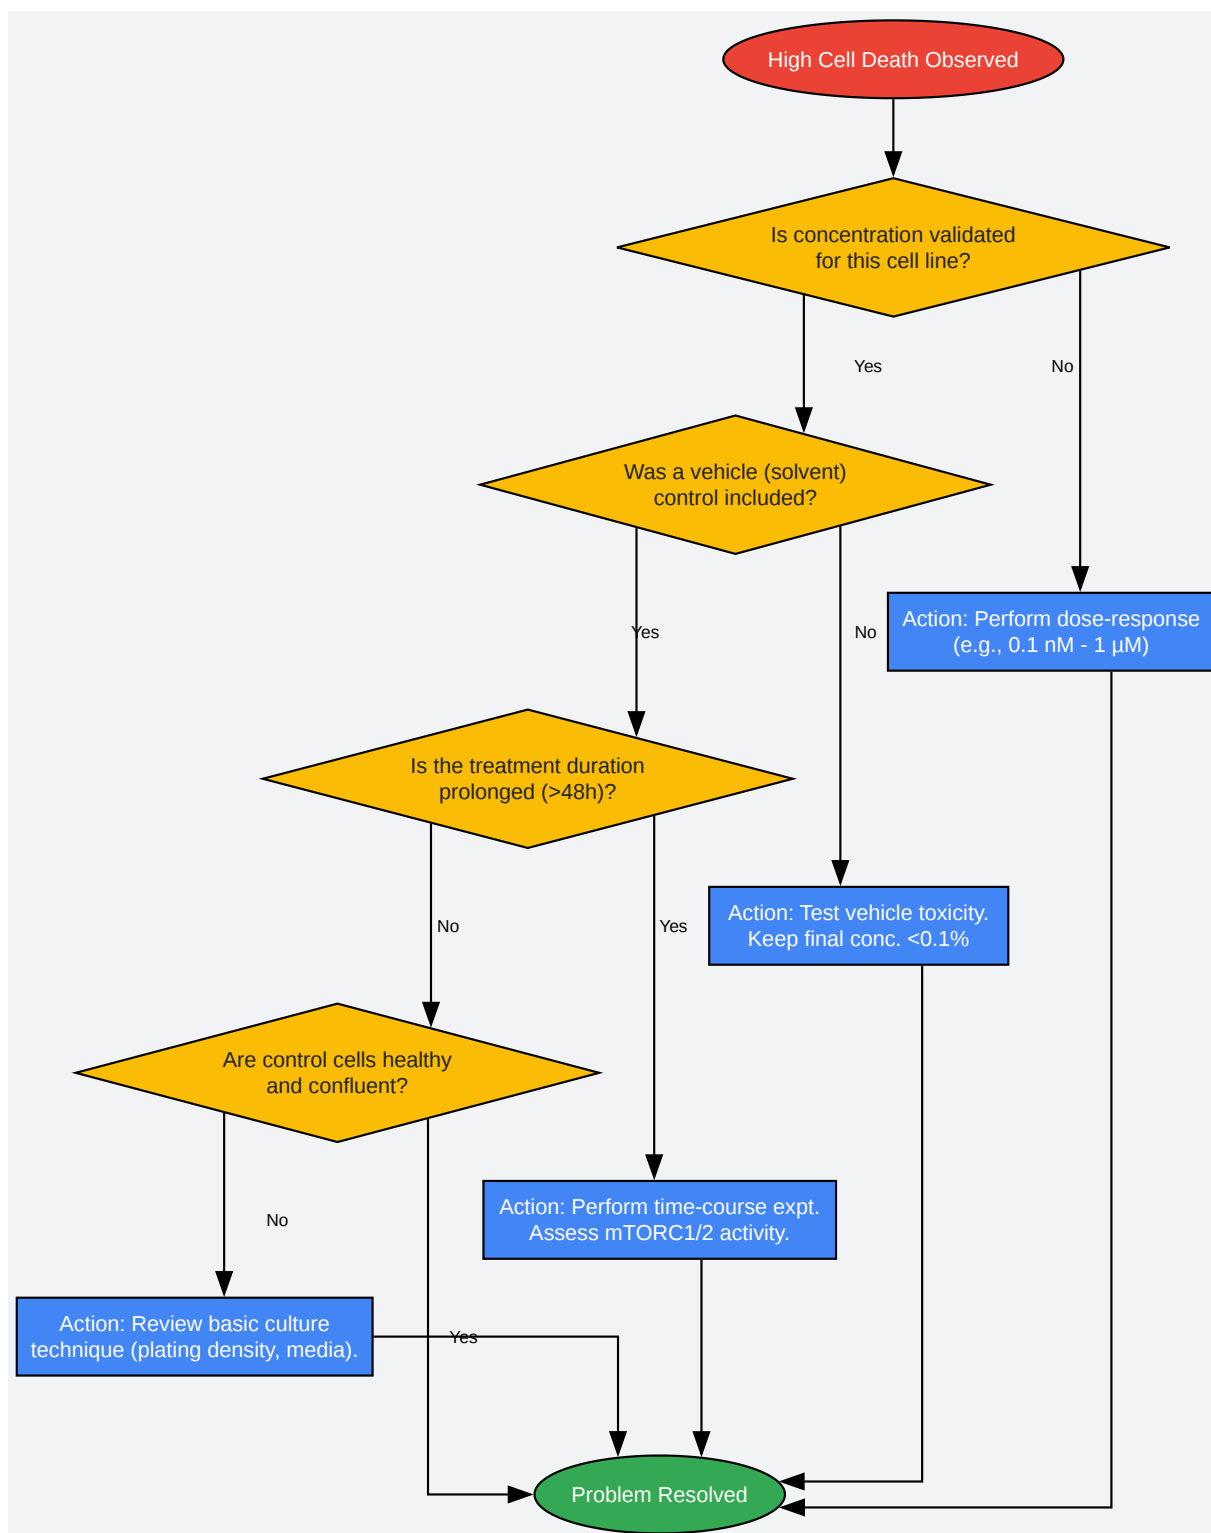 High Cell Death Observed
Is concentration validated
for this cell line?
Yes
No
Was a vehicle (solvent)
control included?
Action: Perform dose-response
(e.g., 0.1 nM - 1 µM)
Yes
No
Is the treatment duration
prolonged (>48h)?
Action: Test vehicle toxicity.
Keep final conc. <0.1%
No
Yes
Are control cells healthy
and confluent?
Action: Perform time-course expt.
Assess mTORC1/2 activity.
No
Action: Review basic culture
technique (plating density, media).
Yes
Problem Resolved